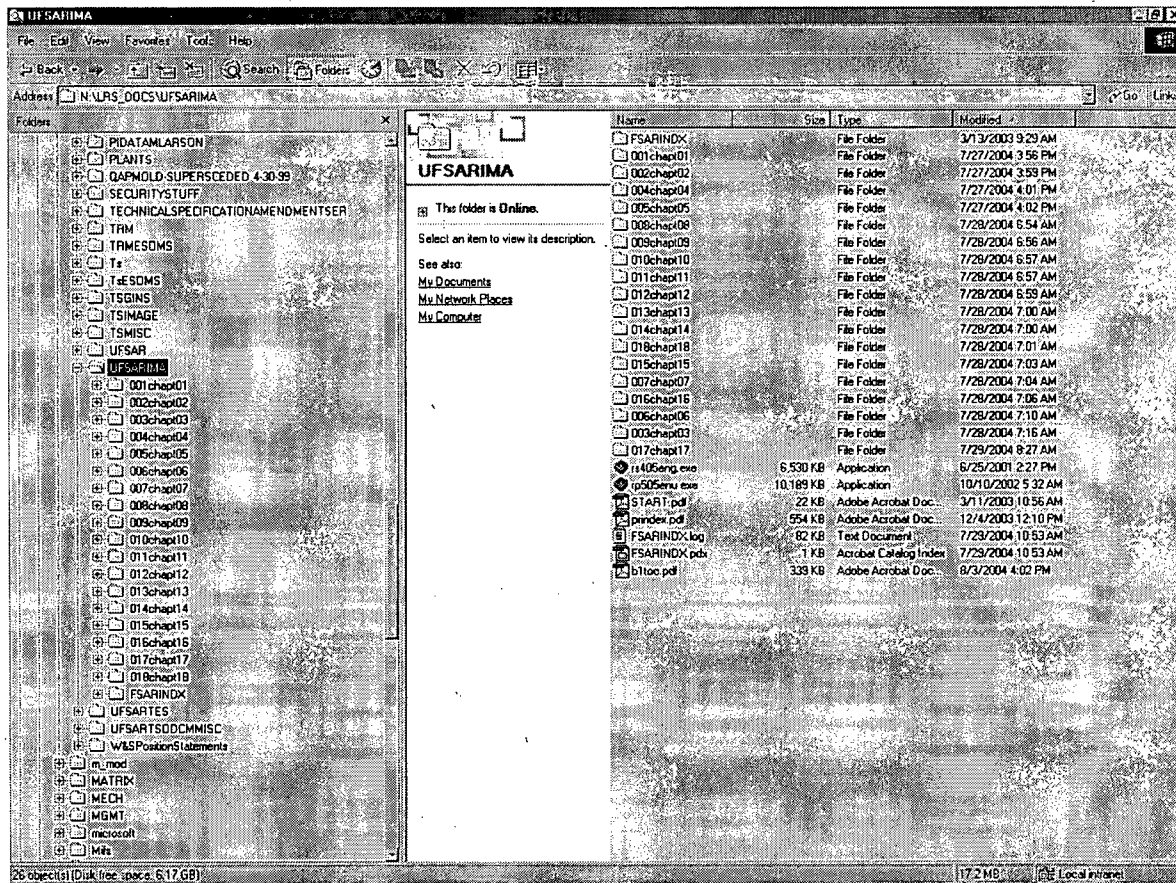 UFSARIMA
File Edit View Favorites Tools Help
Back Search Folders
Address N:\LRS_DOCS\UFSARIMA Go Links
Folders
PIDATAMLARSON
PLANTS
QAPMOLD-SUPERSCEDED_4-30-99
SECURITYSTUFF
TECHNICALSPECIFICATIONAMENDMENTSER
TRM
TRMESOMS
Ts
TsESOMS
TSGINS
TSIMAGE
TSMISC
UFSAR
UFSARIMA
001chapt01
002chapt02
003chapt03
004chapt04
005chapt05
006chapt06
007chapt07
008chapt08
009chapt09
010chapt10
011chapt11
012chapt12
013chapt13
014chapt14
015chapt15
016chapt16
017chapt17
018chapt18
FSARINDX
UFSARTES
UFSARTSODCMMISC
W&SPositionStatements
m_mod
MATRIX
MECH
MGMT
microsoft
Mifs
UFSARIMA
This folder is Online.
Select an item to view its description.
See also:
My Documents
My Network Places
My Computer
Name Size Type Modified
FSARINDX File Folder 3/13/2003 9:29 AM
001chapt01 File Folder 7/27/2004 3:56 PM
002chapt02 File Folder 7/27/2004 3:59 PM
004chapt04 File Folder 7/27/2004 4:01 PM
005chapt05 File Folder 7/27/2004 4:02 PM
008chapt08 File Folder 7/28/2004 6:54 AM
009chapt09 File Folder 7/28/2004 6:56 AM
010chapt10 File Folder 7/28/2004 6:57 AM
011chapt11 File Folder 7/28/2004 6:57 AM
012chapt12 File Folder 7/28/2004 6:59 AM
013chapt13 File Folder 7/28/2004 7:00 AM
014chapt14 File Folder 7/28/2004 7:00 AM
018chapt18 File Folder 7/28/2004 7:01 AM
015chapt15 File Folder 7/28/2004 7:03 AM
007chapt07 File Folder 7/28/2004 7:04 AM
016chapt16 File Folder 7/28/2004 7:06 AM
006chapt06 File Folder 7/28/2004 7:10 AM
003chapt03 File Folder 7/28/2004 7:16 AM
017chapt17 File Folder 7/29/2004 8:27 AM
rs405eng.exe 6,530 KB Application 6/25/2001 2:27 PM
rp505enu.exe 10,189 KB Application 10/10/2002 5:32 AM
START.pdf 22 KB Adobe Acrobat Doc... 3/11/2003 10:56 AM
prindex.pdf 554 KB Adobe Acrobat Doc... 12/4/2003 12:10 PM
FSARINDX.log 82 KB Text Document 7/29/2004 10:53 AM
FSARINDX.pdx 1 KB Acrobat Catalog Index 7/29/2004 10:53 AM
b1toc.pdf 339 KB Adobe Acrobat Doc... 8/3/2004 4:02 PM
26 object(s) (Disk free space: 6.17 GB) 17.2 MB Local intranet